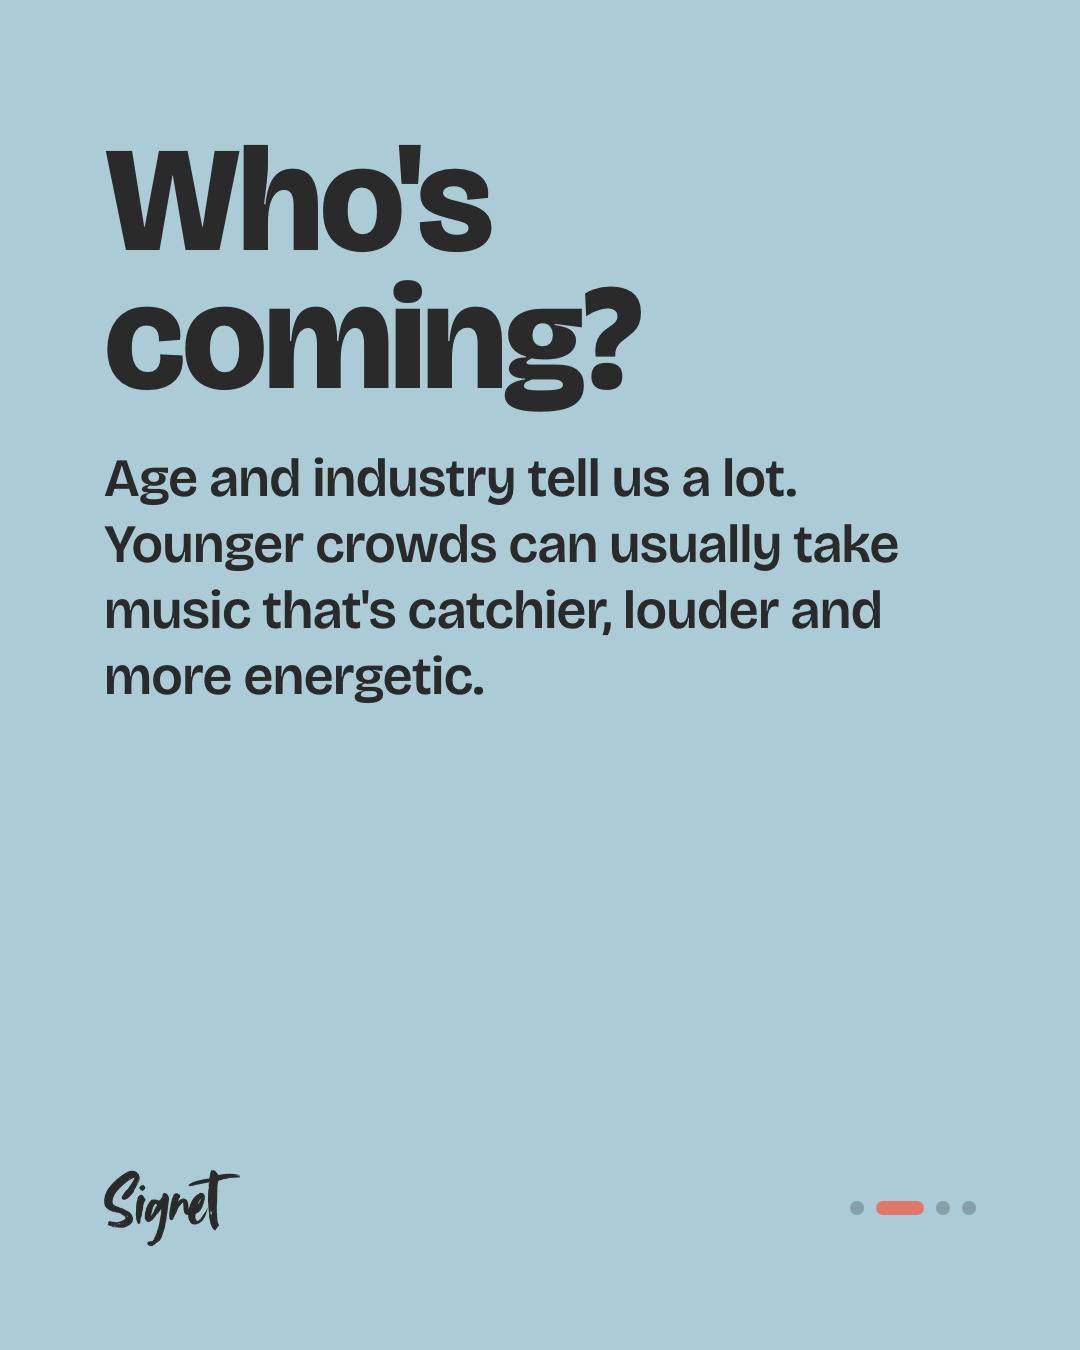 Who's
coming?
Age and industry tell us a lot.
Younger crowds can usually take
music that's catchier, louder and
more energetic.
Signet